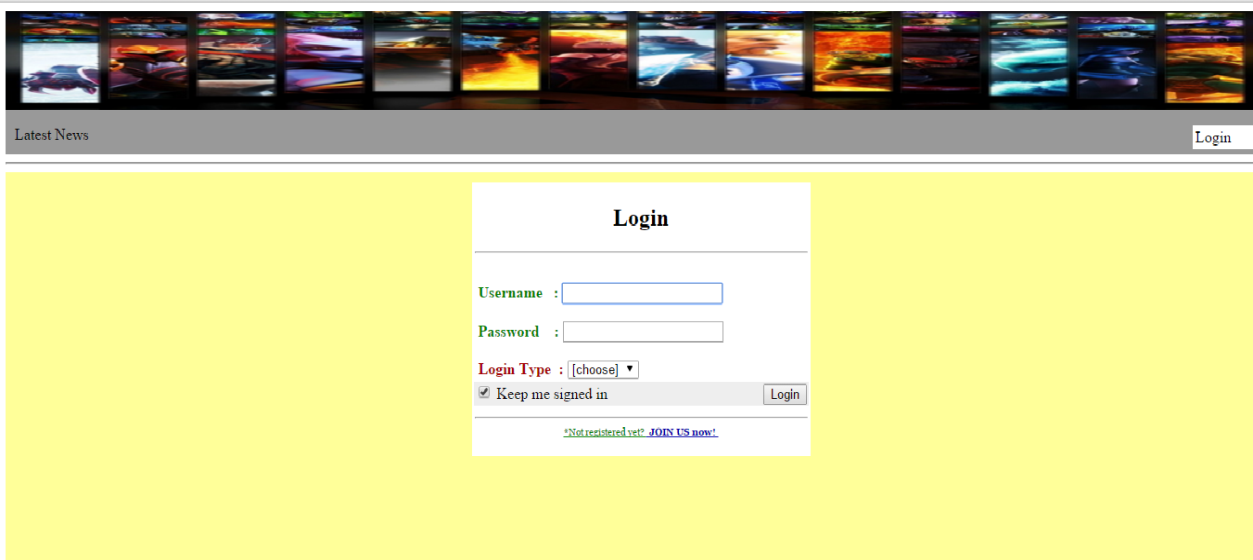 Latest News
Login
Login
Username :
Password :
Login Type : [choose]
Keep me signed in Login
*Not registered yet? JOIN US now!